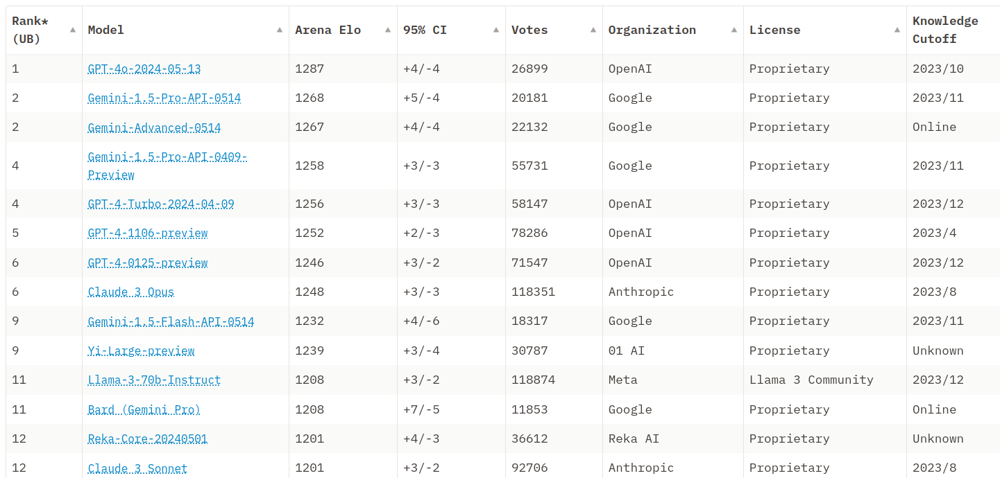 Rank* (UB) Model Arena Elo 95% CI Votes Organization License Knowledge Cutoff
1 GPT-4o-2024-05-13 1287 +4/-4 26899 OpenAI Proprietary 2023/10
2 Gemini-1.5-Pro-API-0514 1268 +5/-4 20181 Google Proprietary 2023/11
2 Gemini-Advanced-0514 1267 +4/-4 22132 Google Proprietary Online
4 Gemini-1.5-Pro-API-0409-Preview 1258 +3/-3 55731 Google Proprietary 2023/11
4 GPT-4-Turbo-2024-04-09 1256 +3/-3 58147 OpenAI Proprietary 2023/12
5 GPT-4-1106-preview 1252 +2/-3 78286 OpenAI Proprietary 2023/4
6 GPT-4-0125-preview 1246 +3/-2 71547 OpenAI Proprietary 2023/12
6 Claude 3 Opus 1248 +3/-3 118351 Anthropic Proprietary 2023/8
9 Gemini-1.5-Flash-API-0514 1232 +4/-6 18317 Google Proprietary 2023/11
9 Yi-Large-preview 1239 +3/-4 30787 01 AI Proprietary Unknown
11 Llama-3-70b-Instruct 1208 +3/-2 118874 Meta Llama 3 Community 2023/12
11 Bard (Gemini Pro) 1208 +7/-5 11853 Google Proprietary Online
12 Reka-Core-20240501 1201 +4/-3 36612 Reka AI Proprietary Unknown
12 Claude 3 Sonnet 1201 +3/-2 92706 Anthropic Proprietary 2023/8